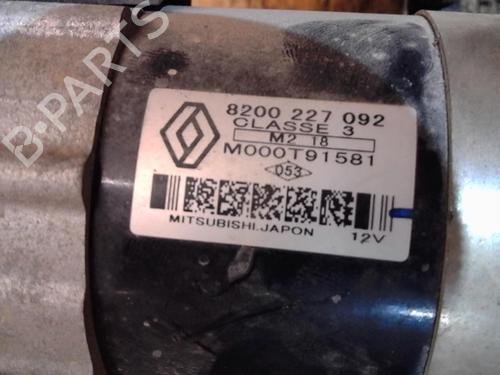 8200 227 092
CLASSE 3
M2 T8
M000T91581
D53
MITSUBISHI.JAPON 12V
B-PARTS